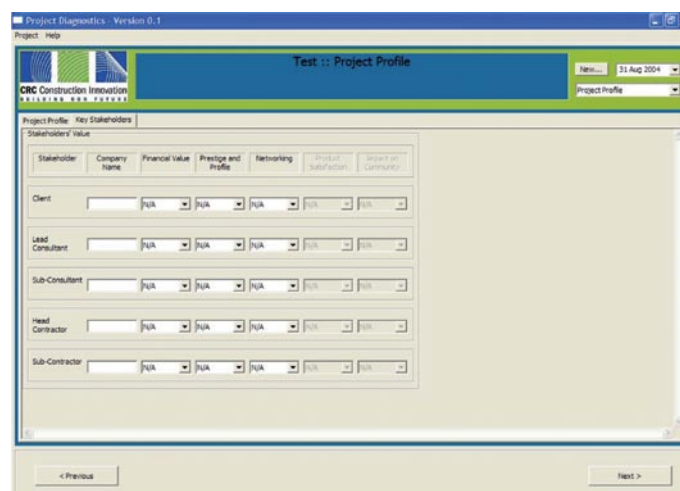 Project Diagnostics - Version 0.1
Project Help
CRC Construction Innovation
BUILDING OUR FUTURE
Test :: Project Profile
New...
31 Aug 2004
Project Profile
Project Profile Key Stakeholders
Stakeholders' Value
Stakeholder Company Name Financial Value Prestige and Profile Networking Product Satisfaction Impact on Community
Client N/A N/A N/A N/A N/A
Lead Consultant N/A N/A N/A N/A N/A
Sub-Consultant N/A N/A N/A N/A N/A
Head Contractor N/A N/A N/A N/A N/A
Sub-Contractor N/A N/A N/A N/A N/A
< Previous Next >